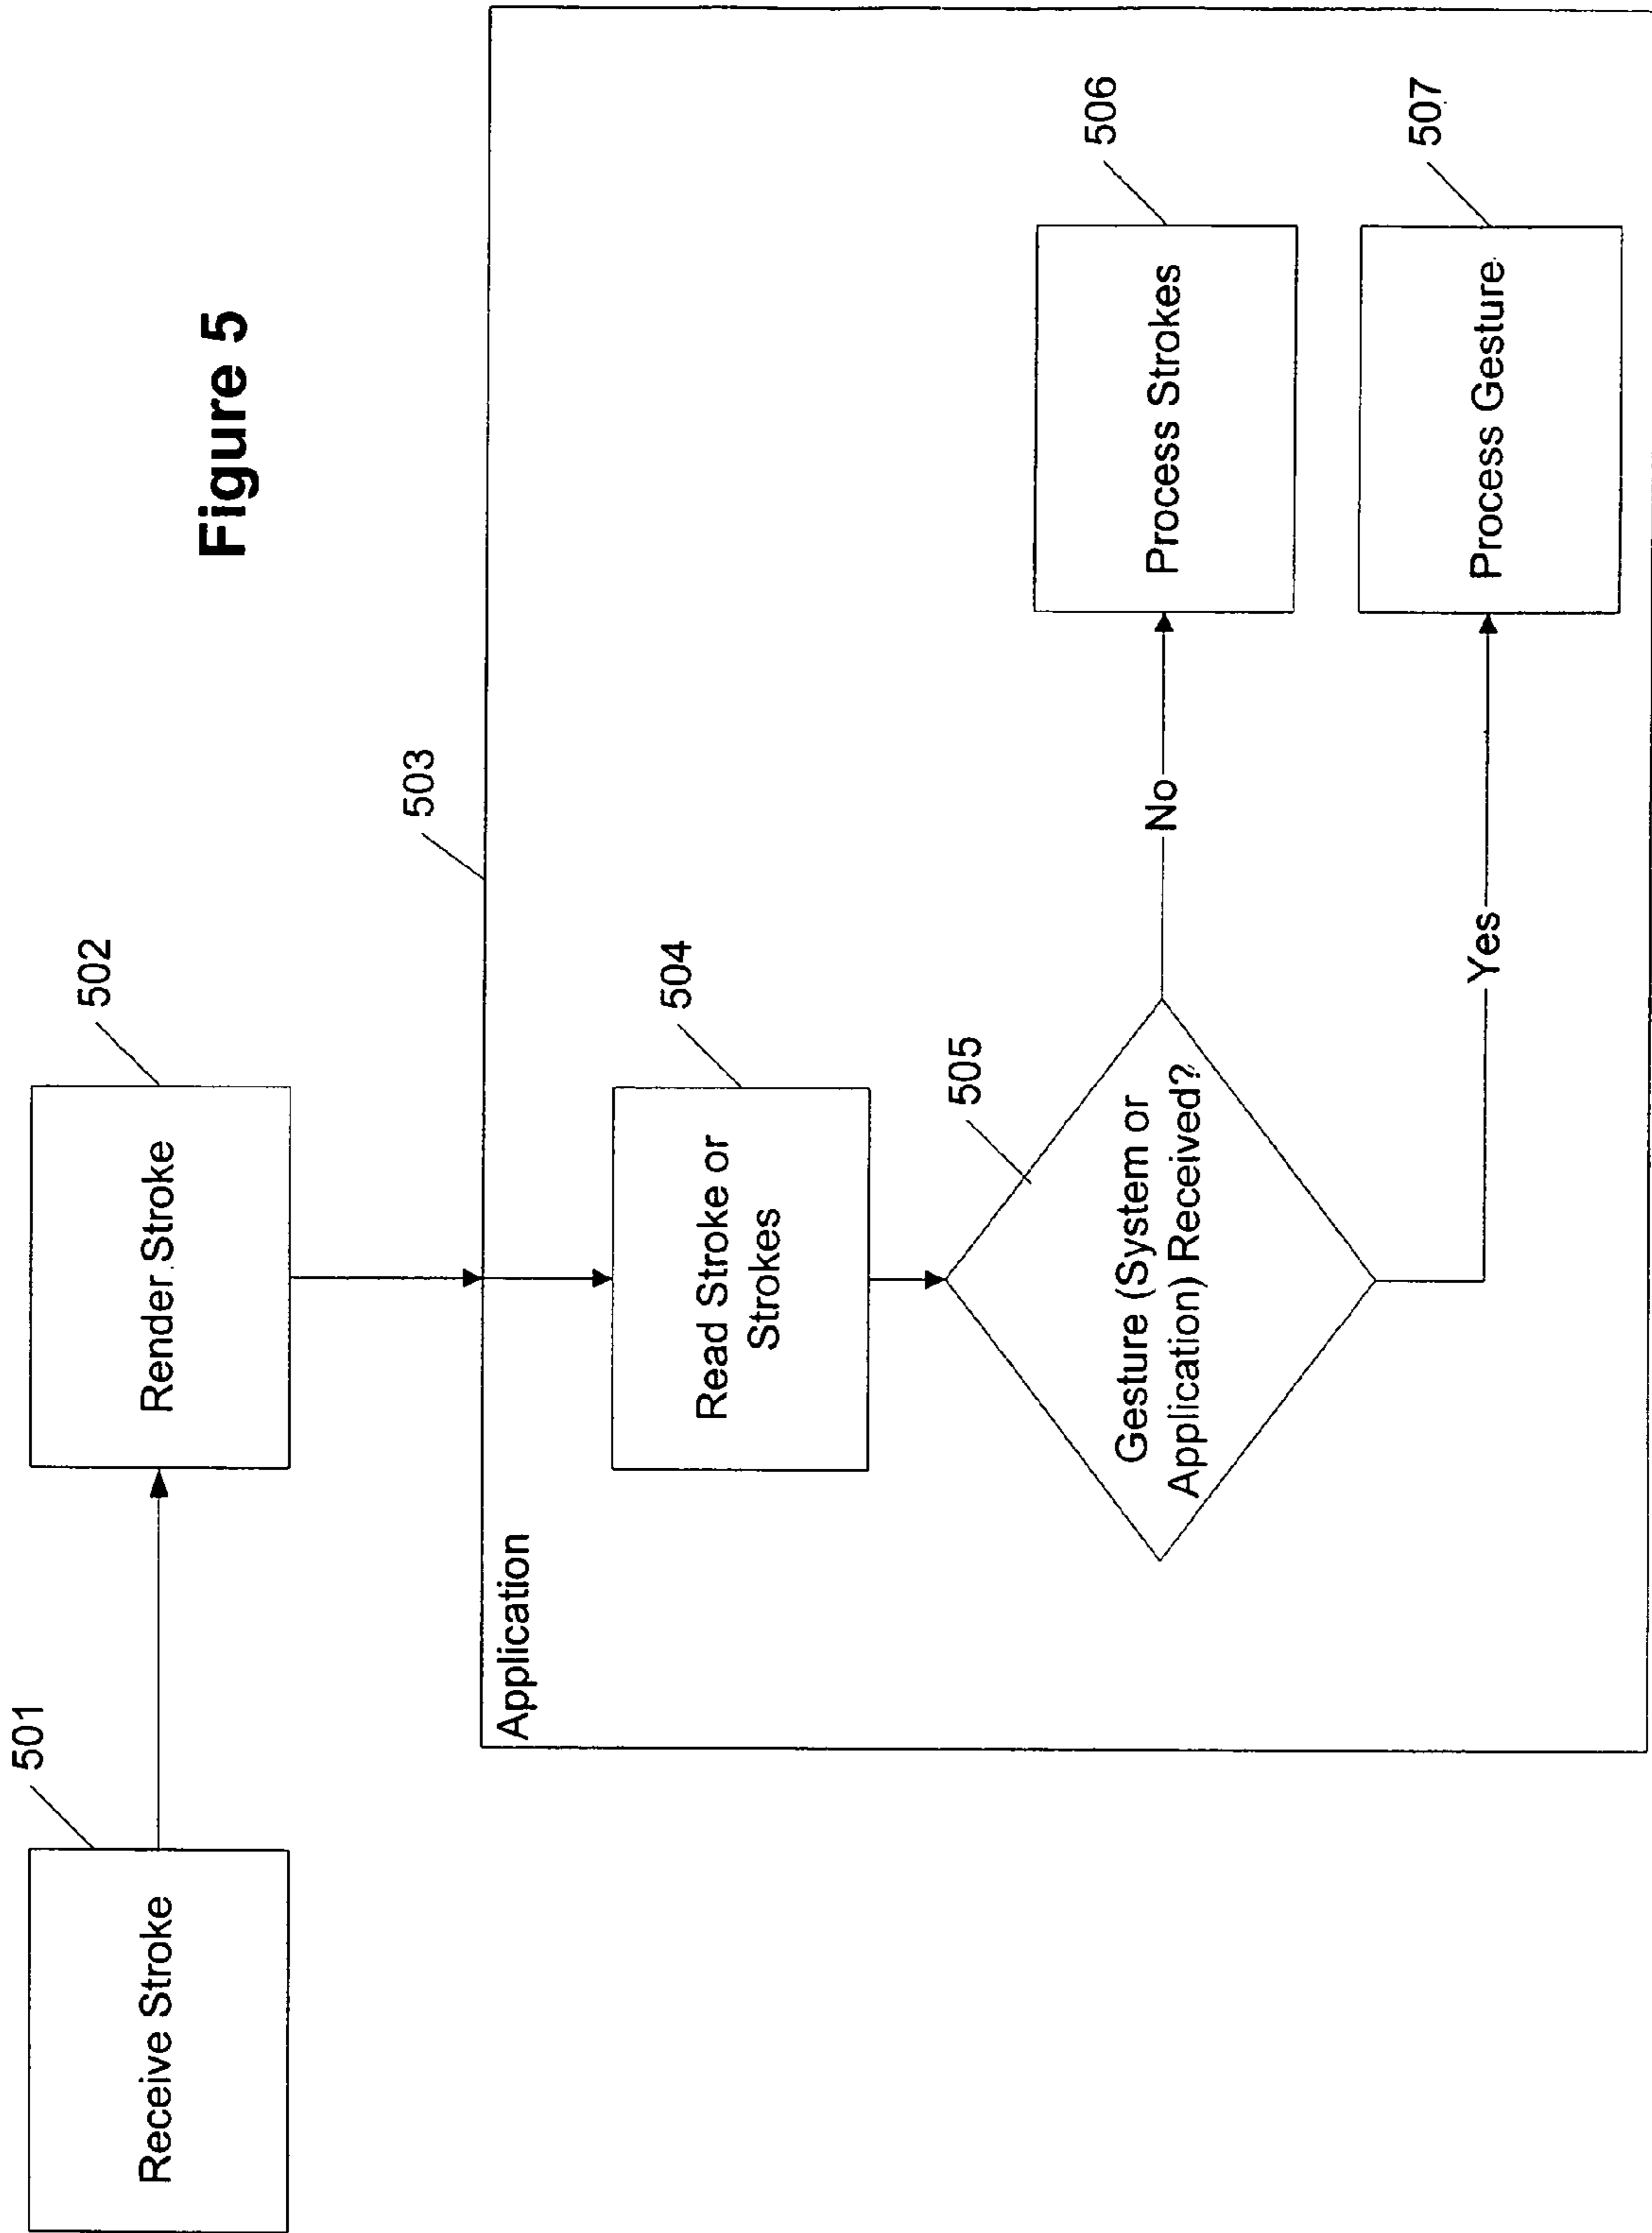 Figure 5
501
Receive Stroke
502
Render Stroke
503
Application
504
Read Stroke or
Strokes
505
Gesture (System or
Application) Received?
No
506
Process Strokes
Yes
507
Process Gesture